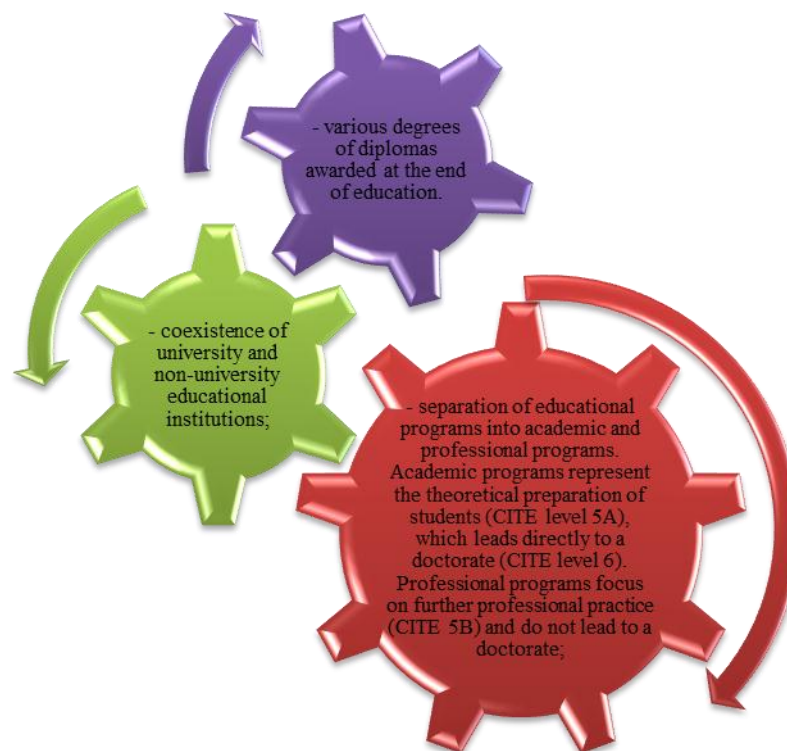 - various degrees
of diplomas
awarded at the end
of education.
- coexistence of
university and
non-university
educational
institutions;
- separation of educational
programs into academic and
professional programs.
Academic programs represent
the theoretical preparation of
students (CITE level 5A),
which leads directly to a
doctorate (CITE level 6).
Professional programs focus
on further professional practice
(CITE 5B) and do not lead to a
doctorate;